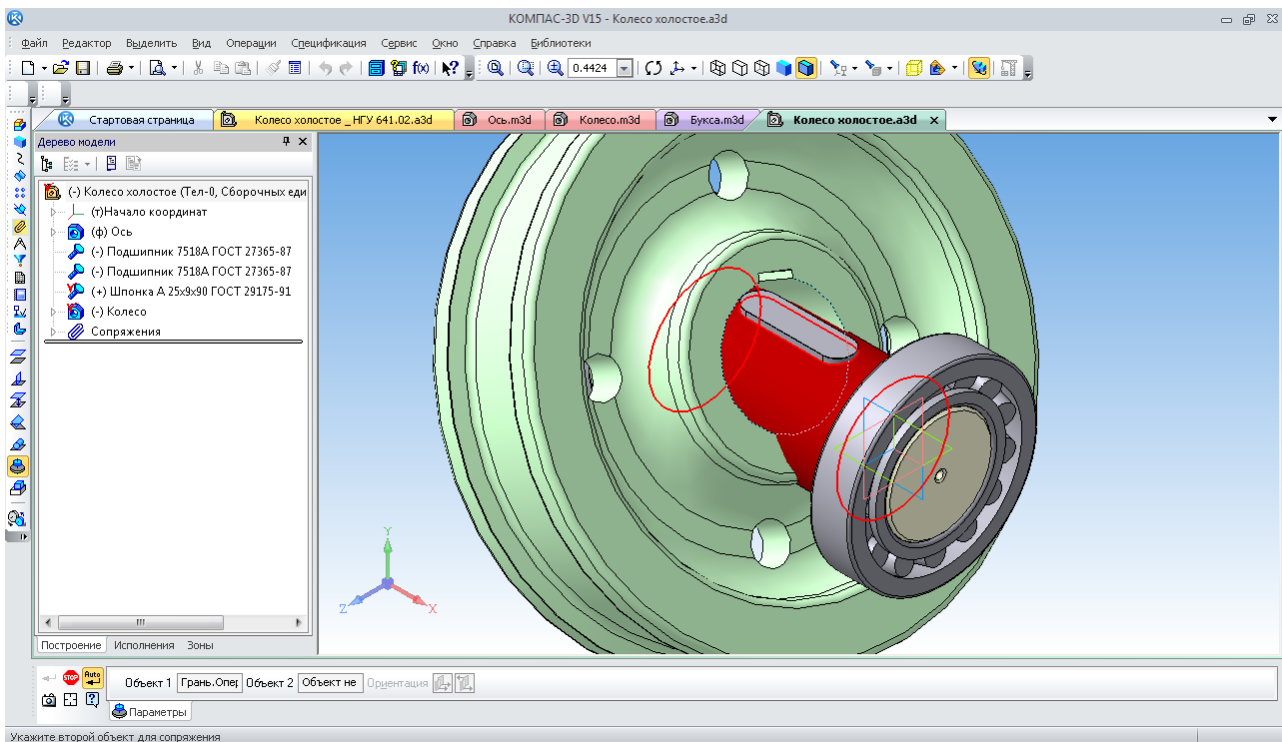 КОМПАС-3D V15 - Колесо холостое.a3d
Файл Редактор Выделить Вид Операции Спецификация Сервис Окно Справка Библиотеки
f(x) 0.4424
Стартовая страница Колесо холостое _ НГУ 641.02.a3d Ось.m3d Колесо.m3d Букса.m3d Колесо холостое.a3d
Дерево модели
(-) Колесо холостое (Тел-0, Сборочных еди
(т)Начало координат
(ф) Ось
(-) Подшипник 7518А ГОСТ 27365-87
(-) Подшипник 7518А ГОСТ 27365-87
(+) Шпонка А 25x9x90 ГОСТ 29175-91
(-) Колесо
Сопряжения
Y
Z X
Построение Исполнения Зоны
STOP Auto Объект 1 Грань.Опер Объект 2 Объект не Ориентация
Параметры
Укажите второй объект для сопряжения